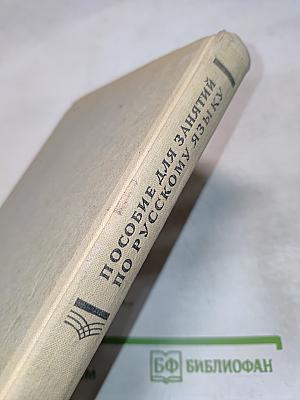 ПОСОБИЕ ДЛЯ ЗАНЯТИЙ
ПО РУССКОМУ ЯЗЫКУ
БФ БИБЛИОФАН